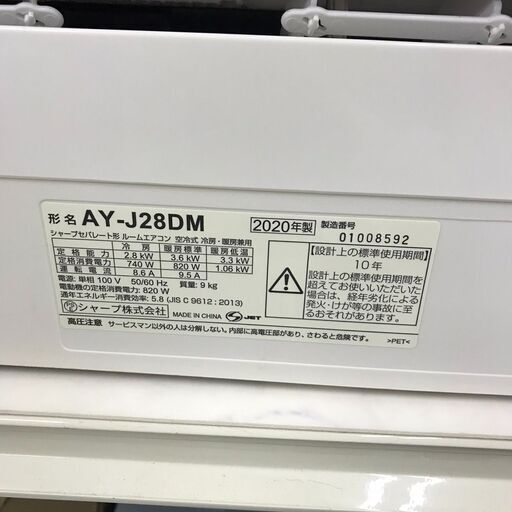 形名 AY-J28DM 2020年製 製造番号 01008592
シャープセパレート形 ルームエアコン 空冷式 冷房・暖房兼用
冷房 暖房標準 暖房低温
定格能力 2.8 kW 3.6 kW 3.3 kW
定格消費電力 740 W 820 W 1.06 kW
運転電流 8.6 A 9.5 A
電源:単相 100 V 50/60 Hz 質量:9 kg
電動機の定格消費電力:820 W
通年エネルギー消費効率:5.8 (JIS C 9612:2013)
シャープ株式会社 MADE IN CHINA JET
高圧注意 サービスマン以外の人は分解しない。内部に高電圧部があり、さわると危険です。
【設計上の標準使用期間】
10年
設計上の標準使用期間を
超えてお使いいただいた
場合は、経年劣化による
発火・けが等の事故に至
るおそれがあります。
>PET<